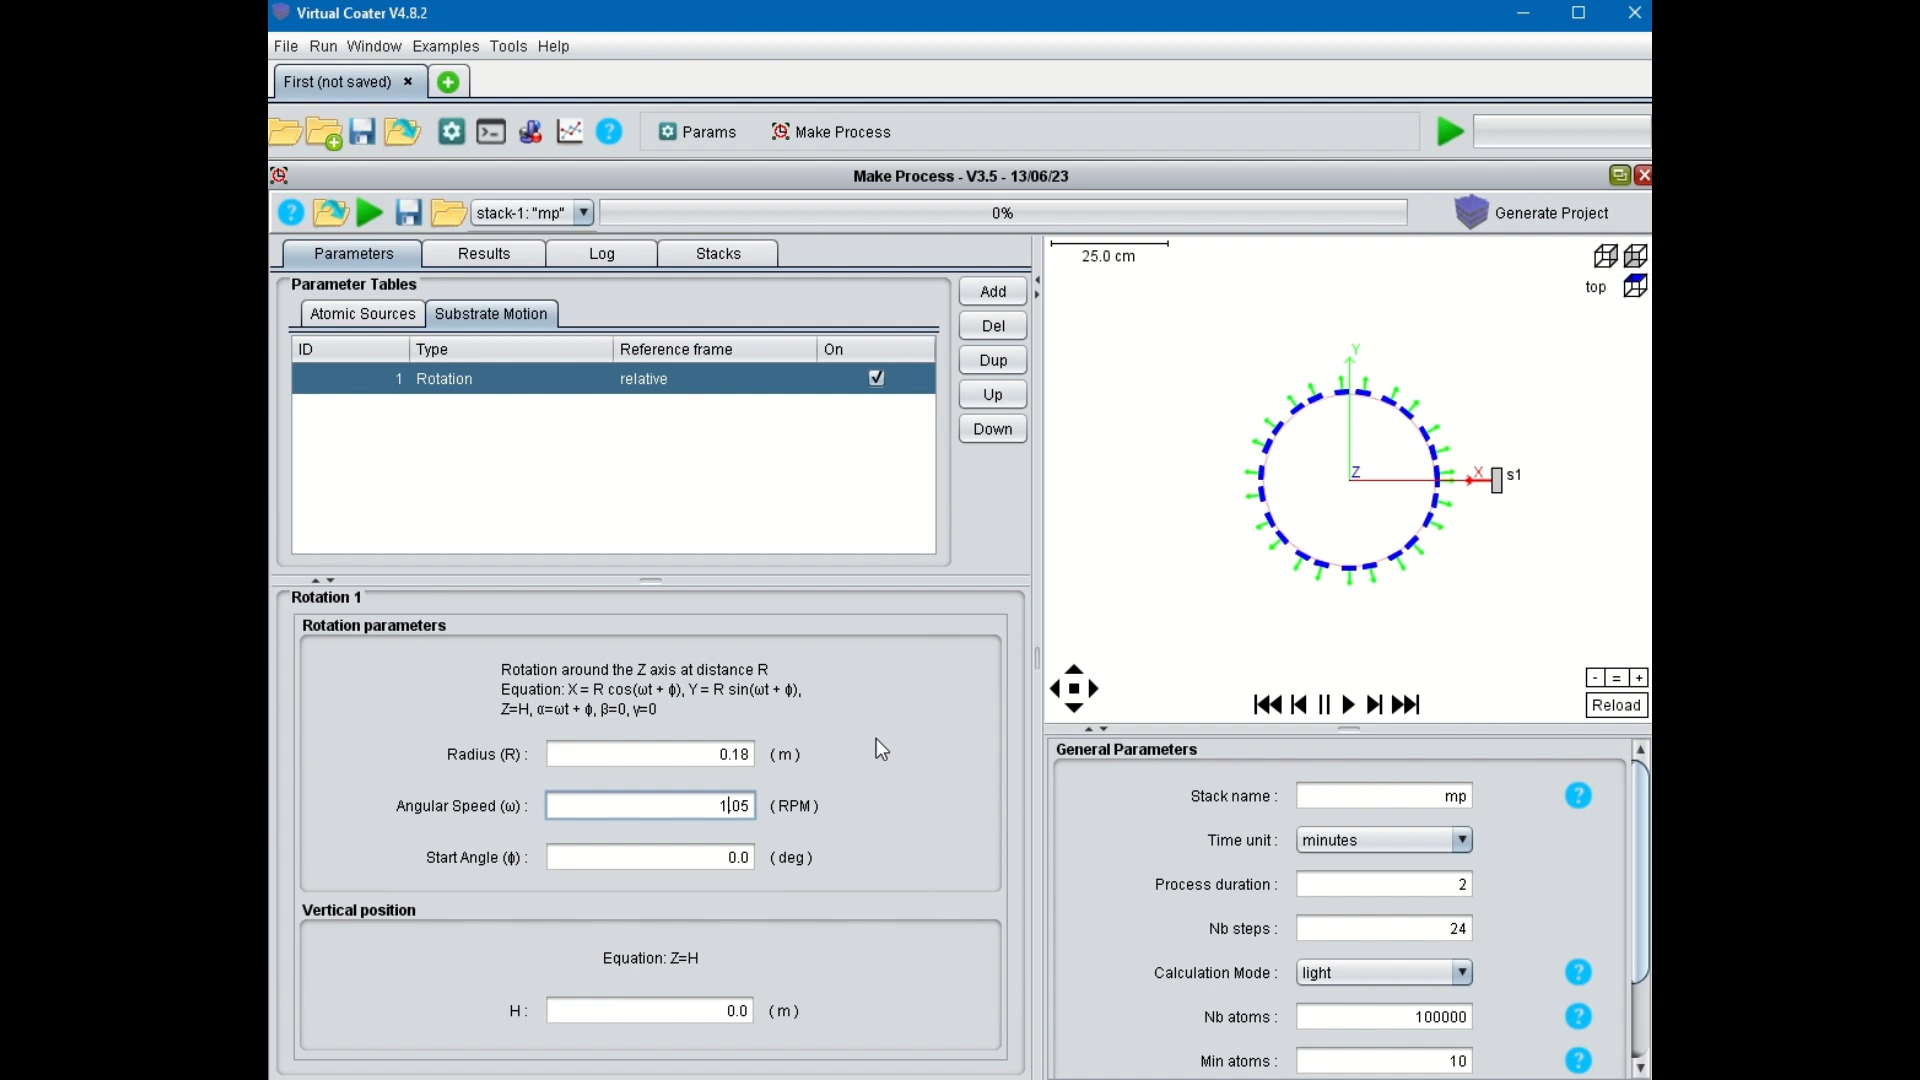 Virtual Coater V4.8.2
File Run Window Examples Tools Help
First (not saved)
Params Make Process
Make Process - V3.5 - 13/06/23
stack-1: "mp" 0% Generate Project
Parameters Results Log Stacks
Parameter Tables
Atomic Sources Substrate Motion
ID Type Reference frame On
1 Rotation relative
Add
Del
Dup
Up
Down
25.0 cm
top
Y
Z
X
s1
- = +
Reload
Rotation 1
Rotation parameters
Rotation around the Z axis at distance R
Equation: X = R cos(ωt + ϕ), Y = R sin(ωt + ϕ),
Z=H, α=ωt + ϕ, β=0, γ=0
Radius (R) : 0.18 ( m )
Angular Speed (ω) : 1.05 ( RPM )
Start Angle (ϕ) : 0.0 ( deg )
Vertical position
Equation: Z=H
H : 0.0 ( m )
General Parameters
Stack name : mp
Time unit : minutes
Process duration : 2
Nb steps : 24
Calculation Mode : light
Nb atoms : 100000
Min atoms : 10